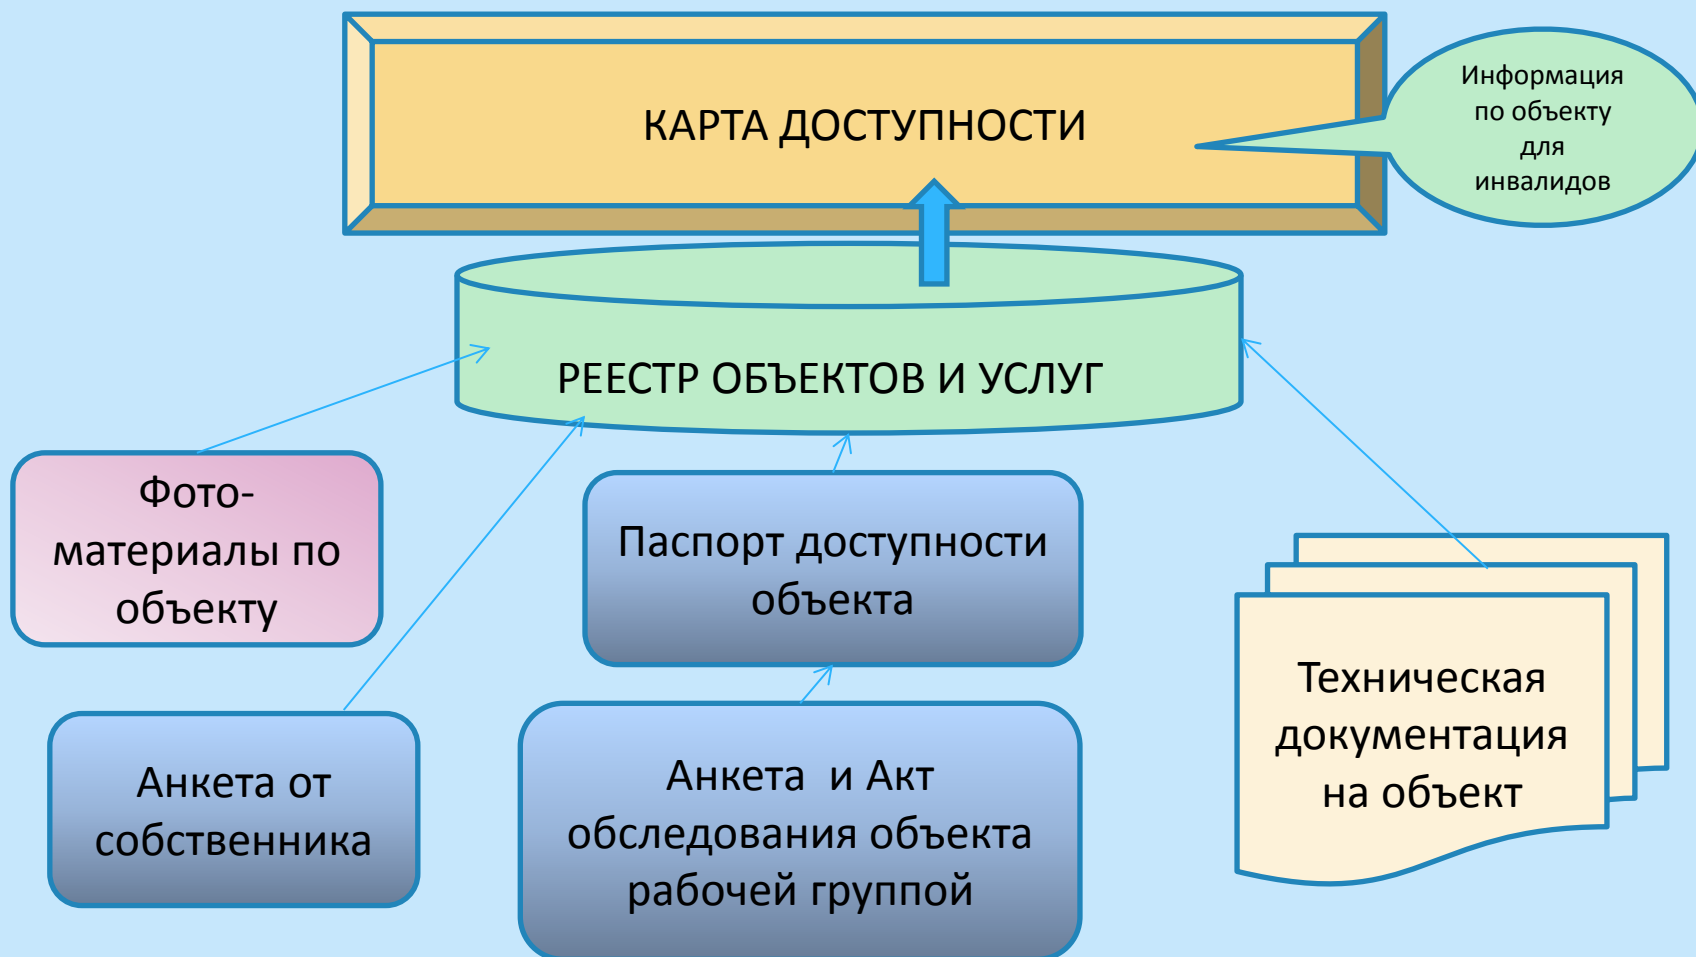 КАРТА ДОСТУПНОСТИ
Информация
по объекту
для
инвалидов
РЕЕСТР ОБЪЕКТОВ И УСЛУГ
Фото-
материалы по
объекту
Паспорт доступности
объекта
Анкета от
собственника
Анкета и Акт
обследования объекта
рабочей группой
Техническая
документация
на объект